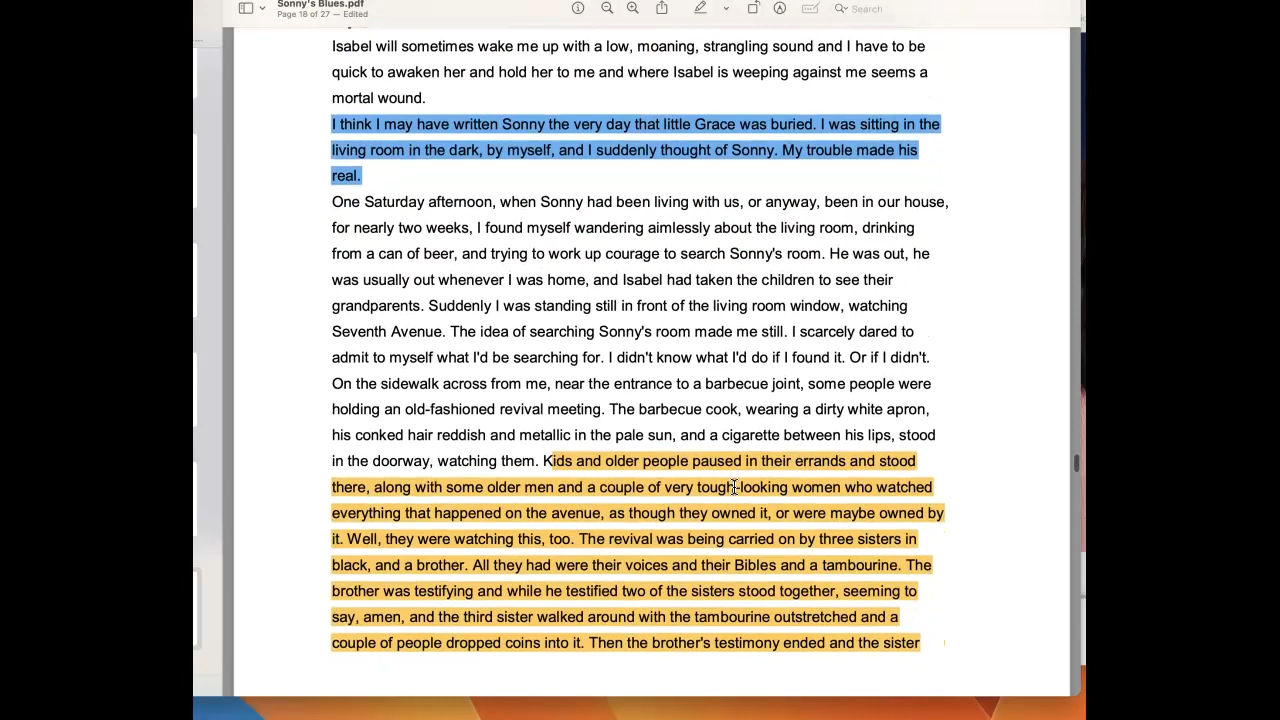 Sonny's Blues.pdf
Page 18 of 27 — Edited
Search
Isabel will sometimes wake me up with a low, moaning, strangling sound and I have to be
quick to awaken her and hold her to me and where Isabel is weeping against me seems a
mortal wound.
I think I may have written Sonny the very day that little Grace was buried. I was sitting in the
living room in the dark, by myself, and I suddenly thought of Sonny. My trouble made his
real.
One Saturday afternoon, when Sonny had been living with us, or anyway, been in our house,
for nearly two weeks, I found myself wandering aimlessly about the living room, drinking
from a can of beer, and trying to work up courage to search Sonny's room. He was out, he
was usually out whenever I was home, and Isabel had taken the children to see their
grandparents. Suddenly I was standing still in front of the living room window, watching
Seventh Avenue. The idea of searching Sonny's room made me still. I scarcely dared to
admit to myself what I'd be searching for. I didn't know what I'd do if I found it. Or if I didn't.
On the sidewalk across from me, near the entrance to a barbecue joint, some people were
holding an old-fashioned revival meeting. The barbecue cook, wearing a dirty white apron,
his conked hair reddish and metallic in the pale sun, and a cigarette between his lips, stood
in the doorway, watching them. Kids and older people paused in their errands and stood
there, along with some older men and a couple of very tough-looking women who watched
everything that happened on the avenue, as though they owned it, or were maybe owned by
it. Well, they were watching this, too. The revival was being carried on by three sisters in
black, and a brother. All they had were their voices and their Bibles and a tambourine. The
brother was testifying and while he testified two of the sisters stood together, seeming to
say, amen, and the third sister walked around with the tambourine outstretched and a
couple of people dropped coins into it. Then the brother's testimony ended and the sister